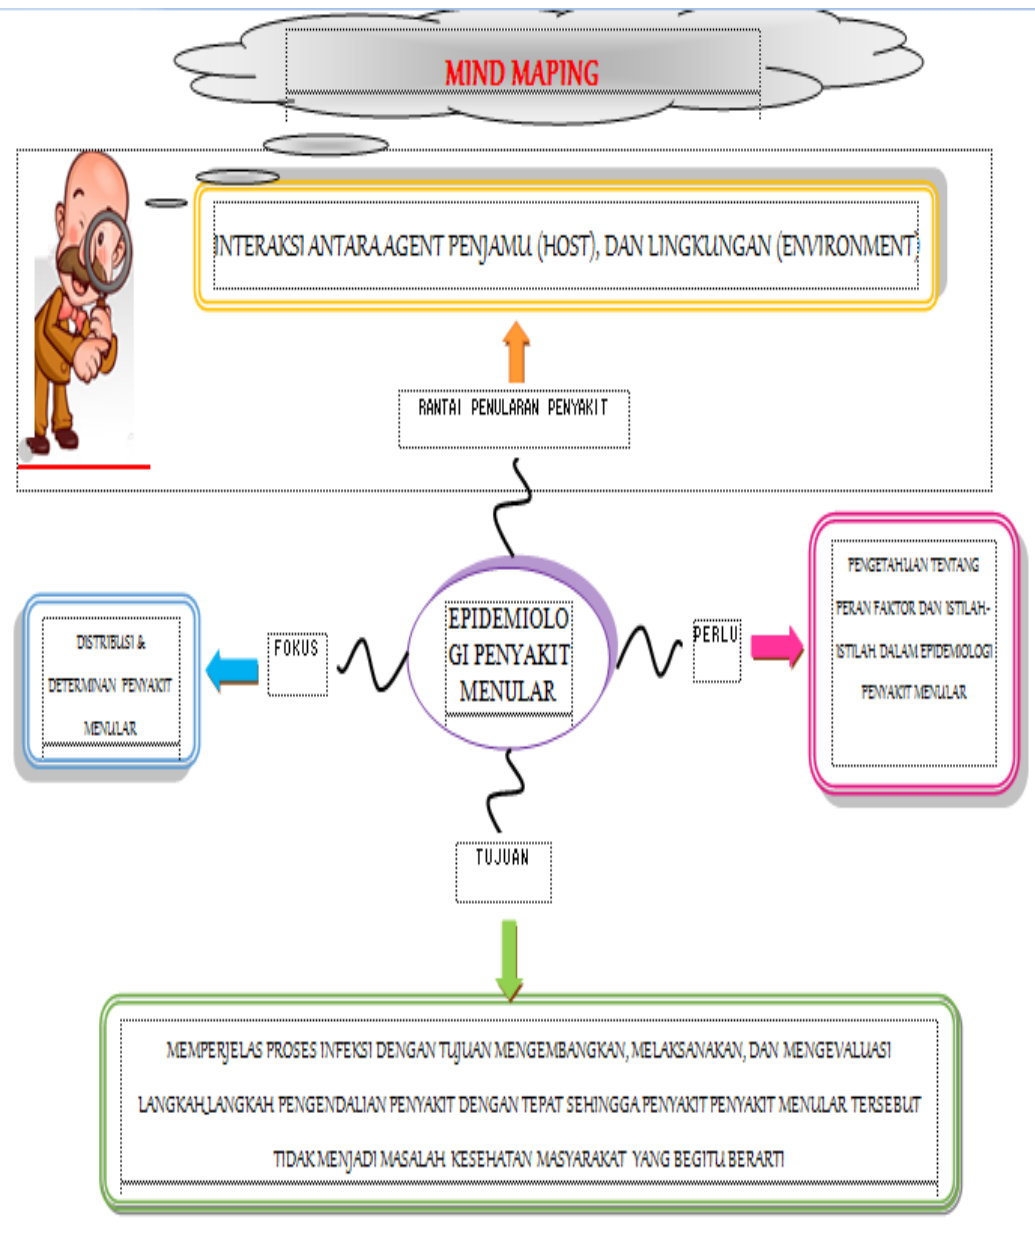 MIND MAPING
INTERAKSI ANTARA AGENT PENJAMU (HOST), DAN LINGKUNGAN (ENVIRONMENT)
RANTAI PENULARAN PENYAKIT
PENGETAHUAN TENTANG
PERAN FAKTOR DAN ISTILAH-
ISTILAH DALAM EPIDEMIOLOGI
PENYAKIT MENULAR
EPIDEMIOLO
GI PENYAKIT
MENULAR
PERLU
FOKUS
DISTRIBUSI &
DETERMINAN PENYAKIT
MENULAR
TUJUAN
MEMPERJELAS PROSES INFEKSI DENGAN TUJUAN MENGEMBANGKAN, MELAKSANAKAN, DAN MENGEVALUASI
LANGKAH_LANGKAH PENGENDALIAN PENYAKIT DENGAN TEPAT SEHINGGA PENYAKIT PENYAKIT MENULAR TERSEBUT
TIDAK MENJADI MASALAH KESEHATAN MASYARAKAT YANG BEGITU BERARTI